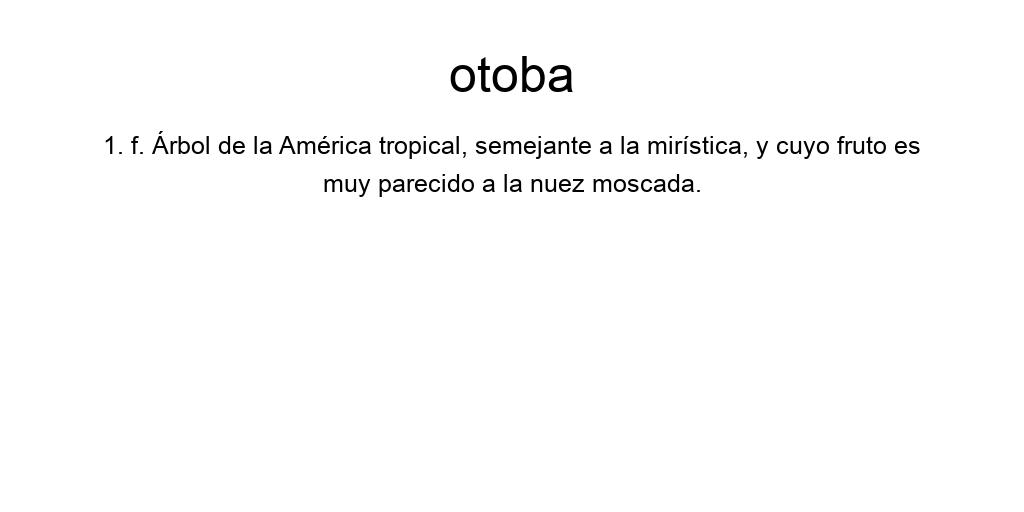 otoba
1. f. Árbol de la América tropical, semejante a la mirística, y cuyo fruto es
muy parecido a la nuez moscada.